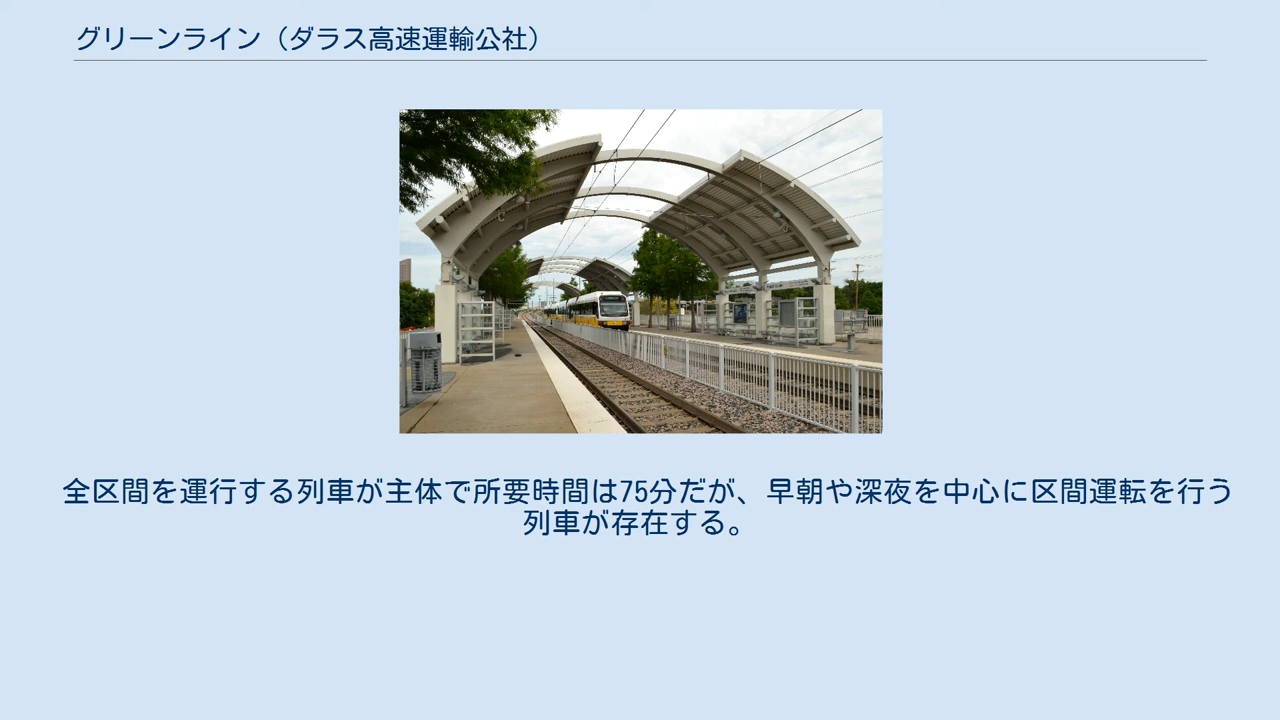 グリーンライン（ダラス高速運輸公社）
全区間を運行する列車が主体で所要時間は75分だが、早朝や深夜を中心に区間運転を行う
列車が存在する。